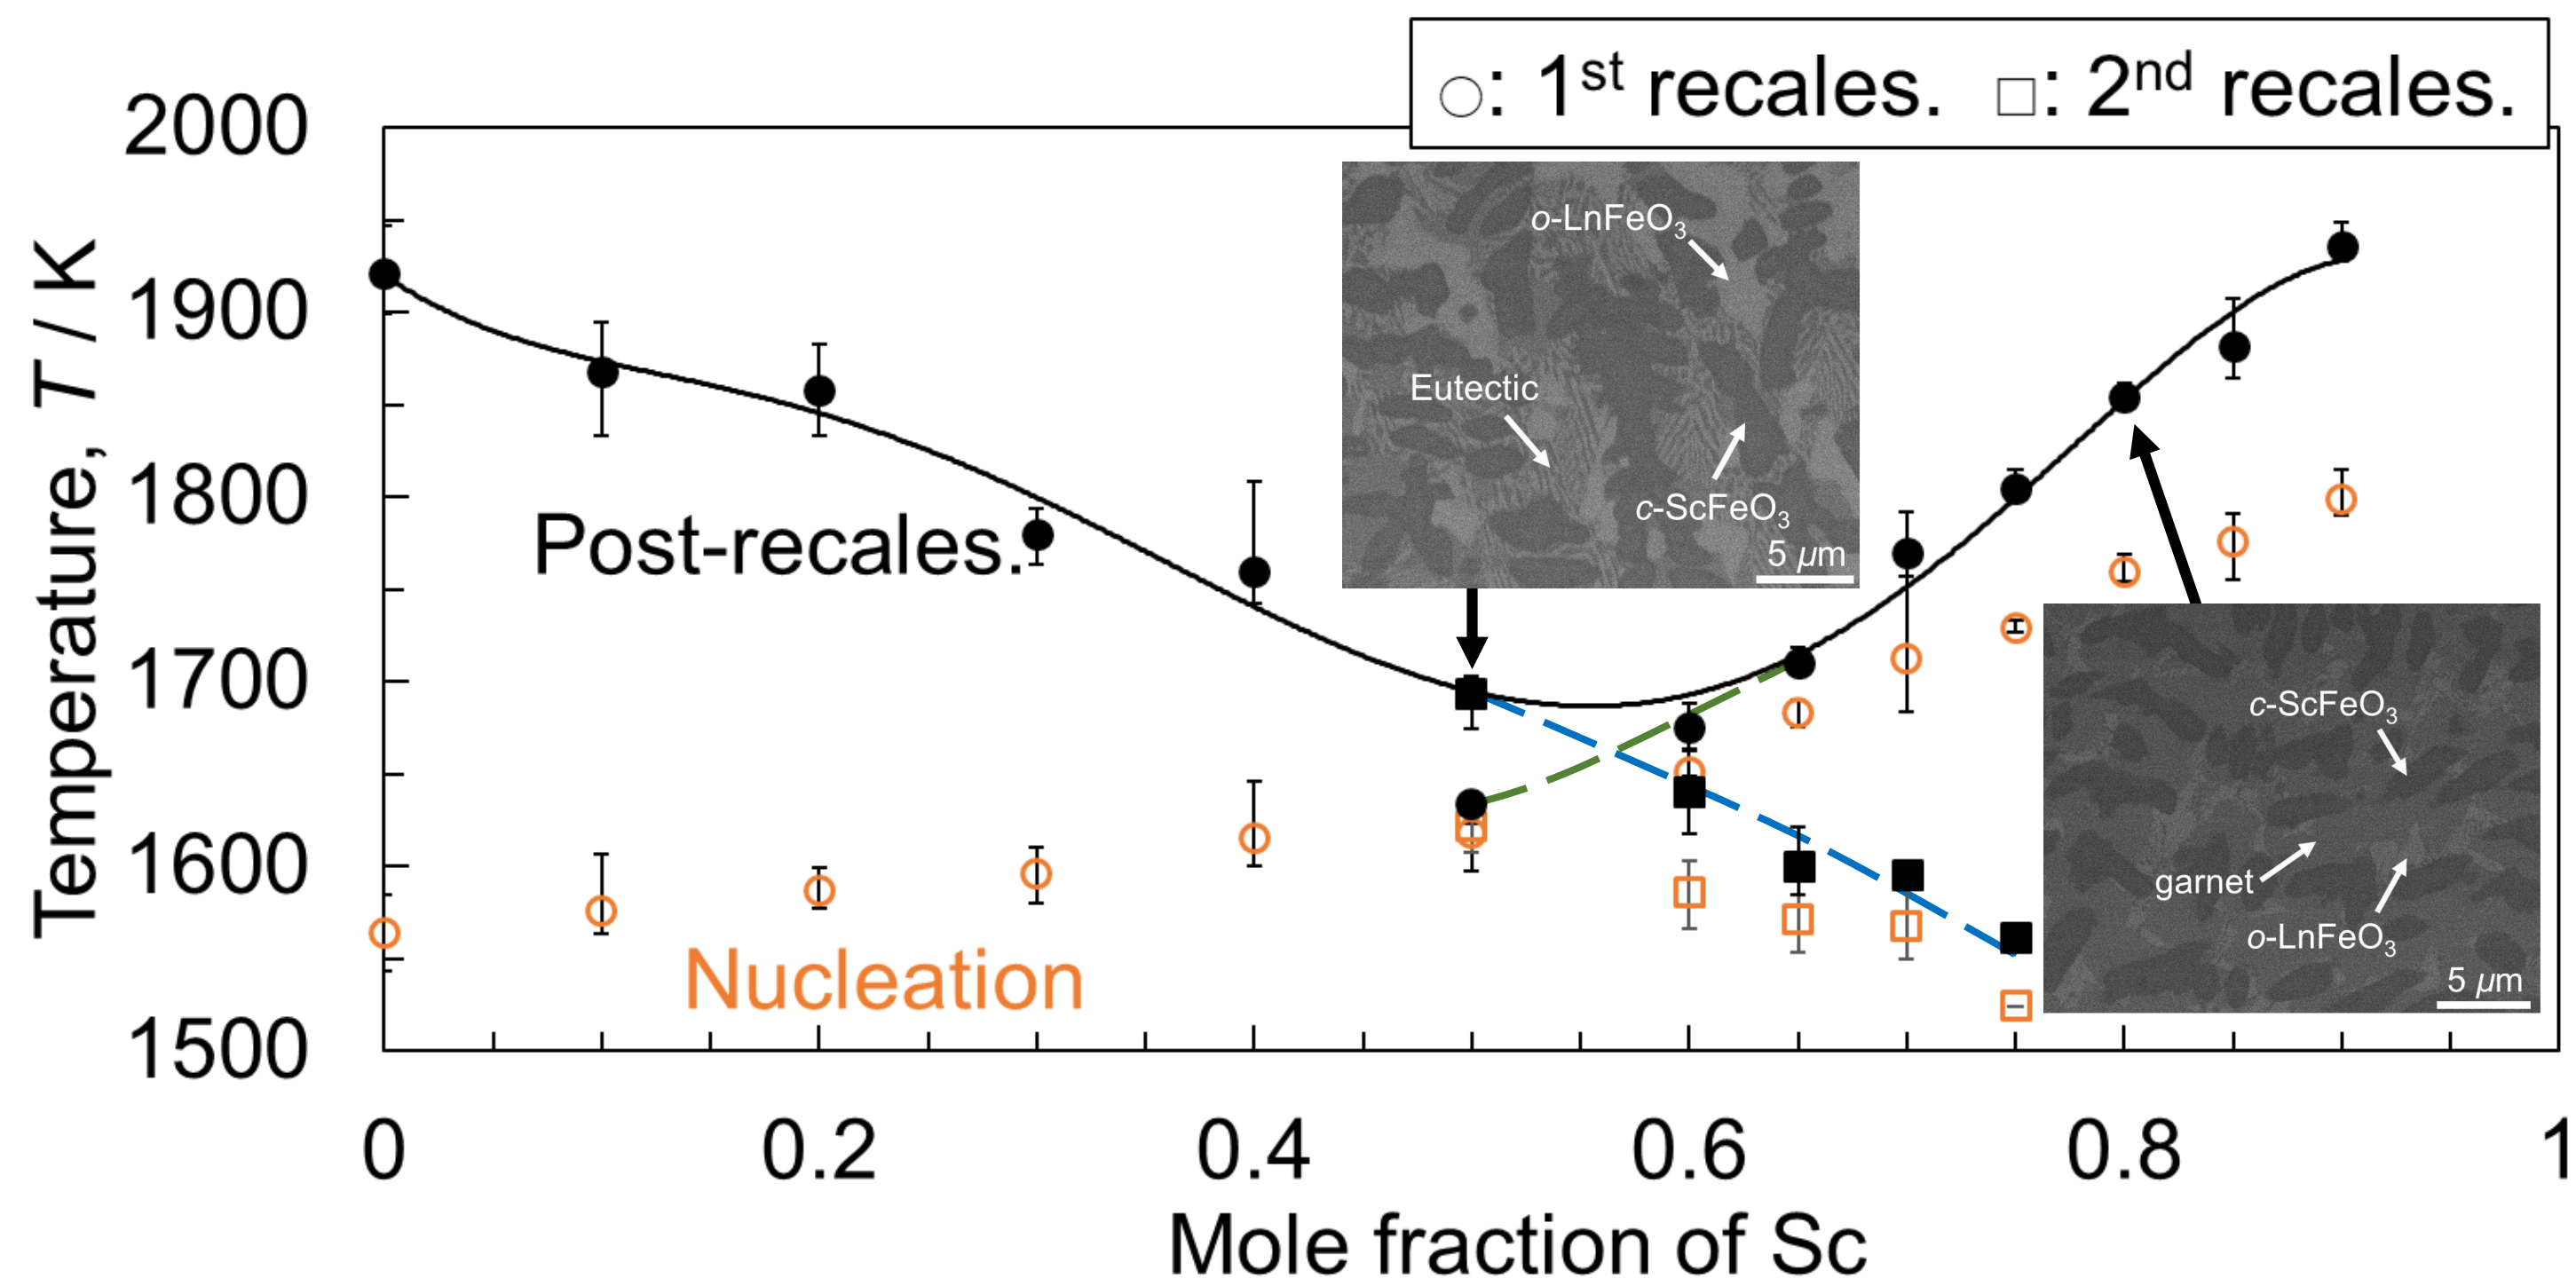 ○: 1st recales. □: 2nd recales.
2000
1900
1800
1700
1600
1500
Temperature, T / K
Post-recales.
Nucleation
o-LnFeO3
Eutectic
c-ScFeO3
5 µm
c-ScFeO3
garnet
o-LnFeO3
5 µm
0 0.2 0.4 0.6 0.8 1
Mole fraction of Sc